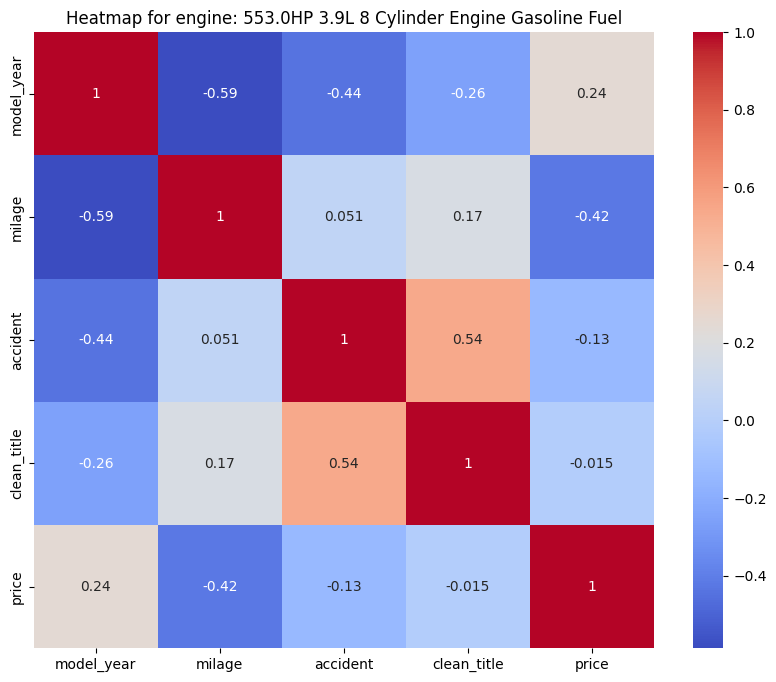 Heatmap for engine: 553.0HP 3.9L 8 Cylinder Engine Gasoline Fuel
model_year 1 -0.59 -0.44 -0.26 0.24
milage -0.59 1 0.051 0.17 -0.42
accident -0.44 0.051 1 0.54 -0.13
clean_title -0.26 0.17 0.54 1 -0.015
price 0.24 -0.42 -0.13 -0.015 1
model_year milage accident clean_title price
1.0
0.8
0.6
0.4
0.2
0.0
−0.2
−0.4